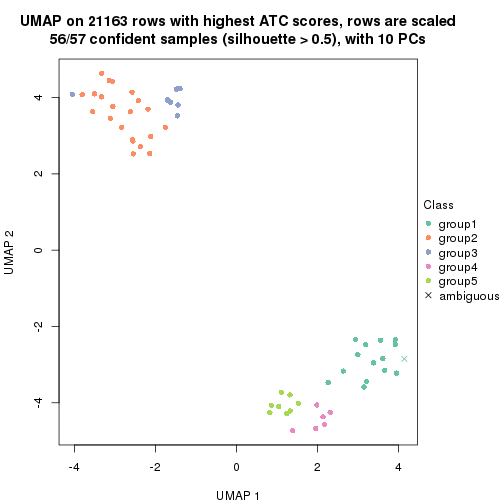 UMAP on 21163 rows with highest ATC scores, rows are scaled
56/57 confident samples (silhouette > 0.5), with 10 PCs
4
2
0
-2
-4
UMAP 2
-4
-2
0
2
4
UMAP 1
Class
group1
group2
group3
group4
group5
ambiguous